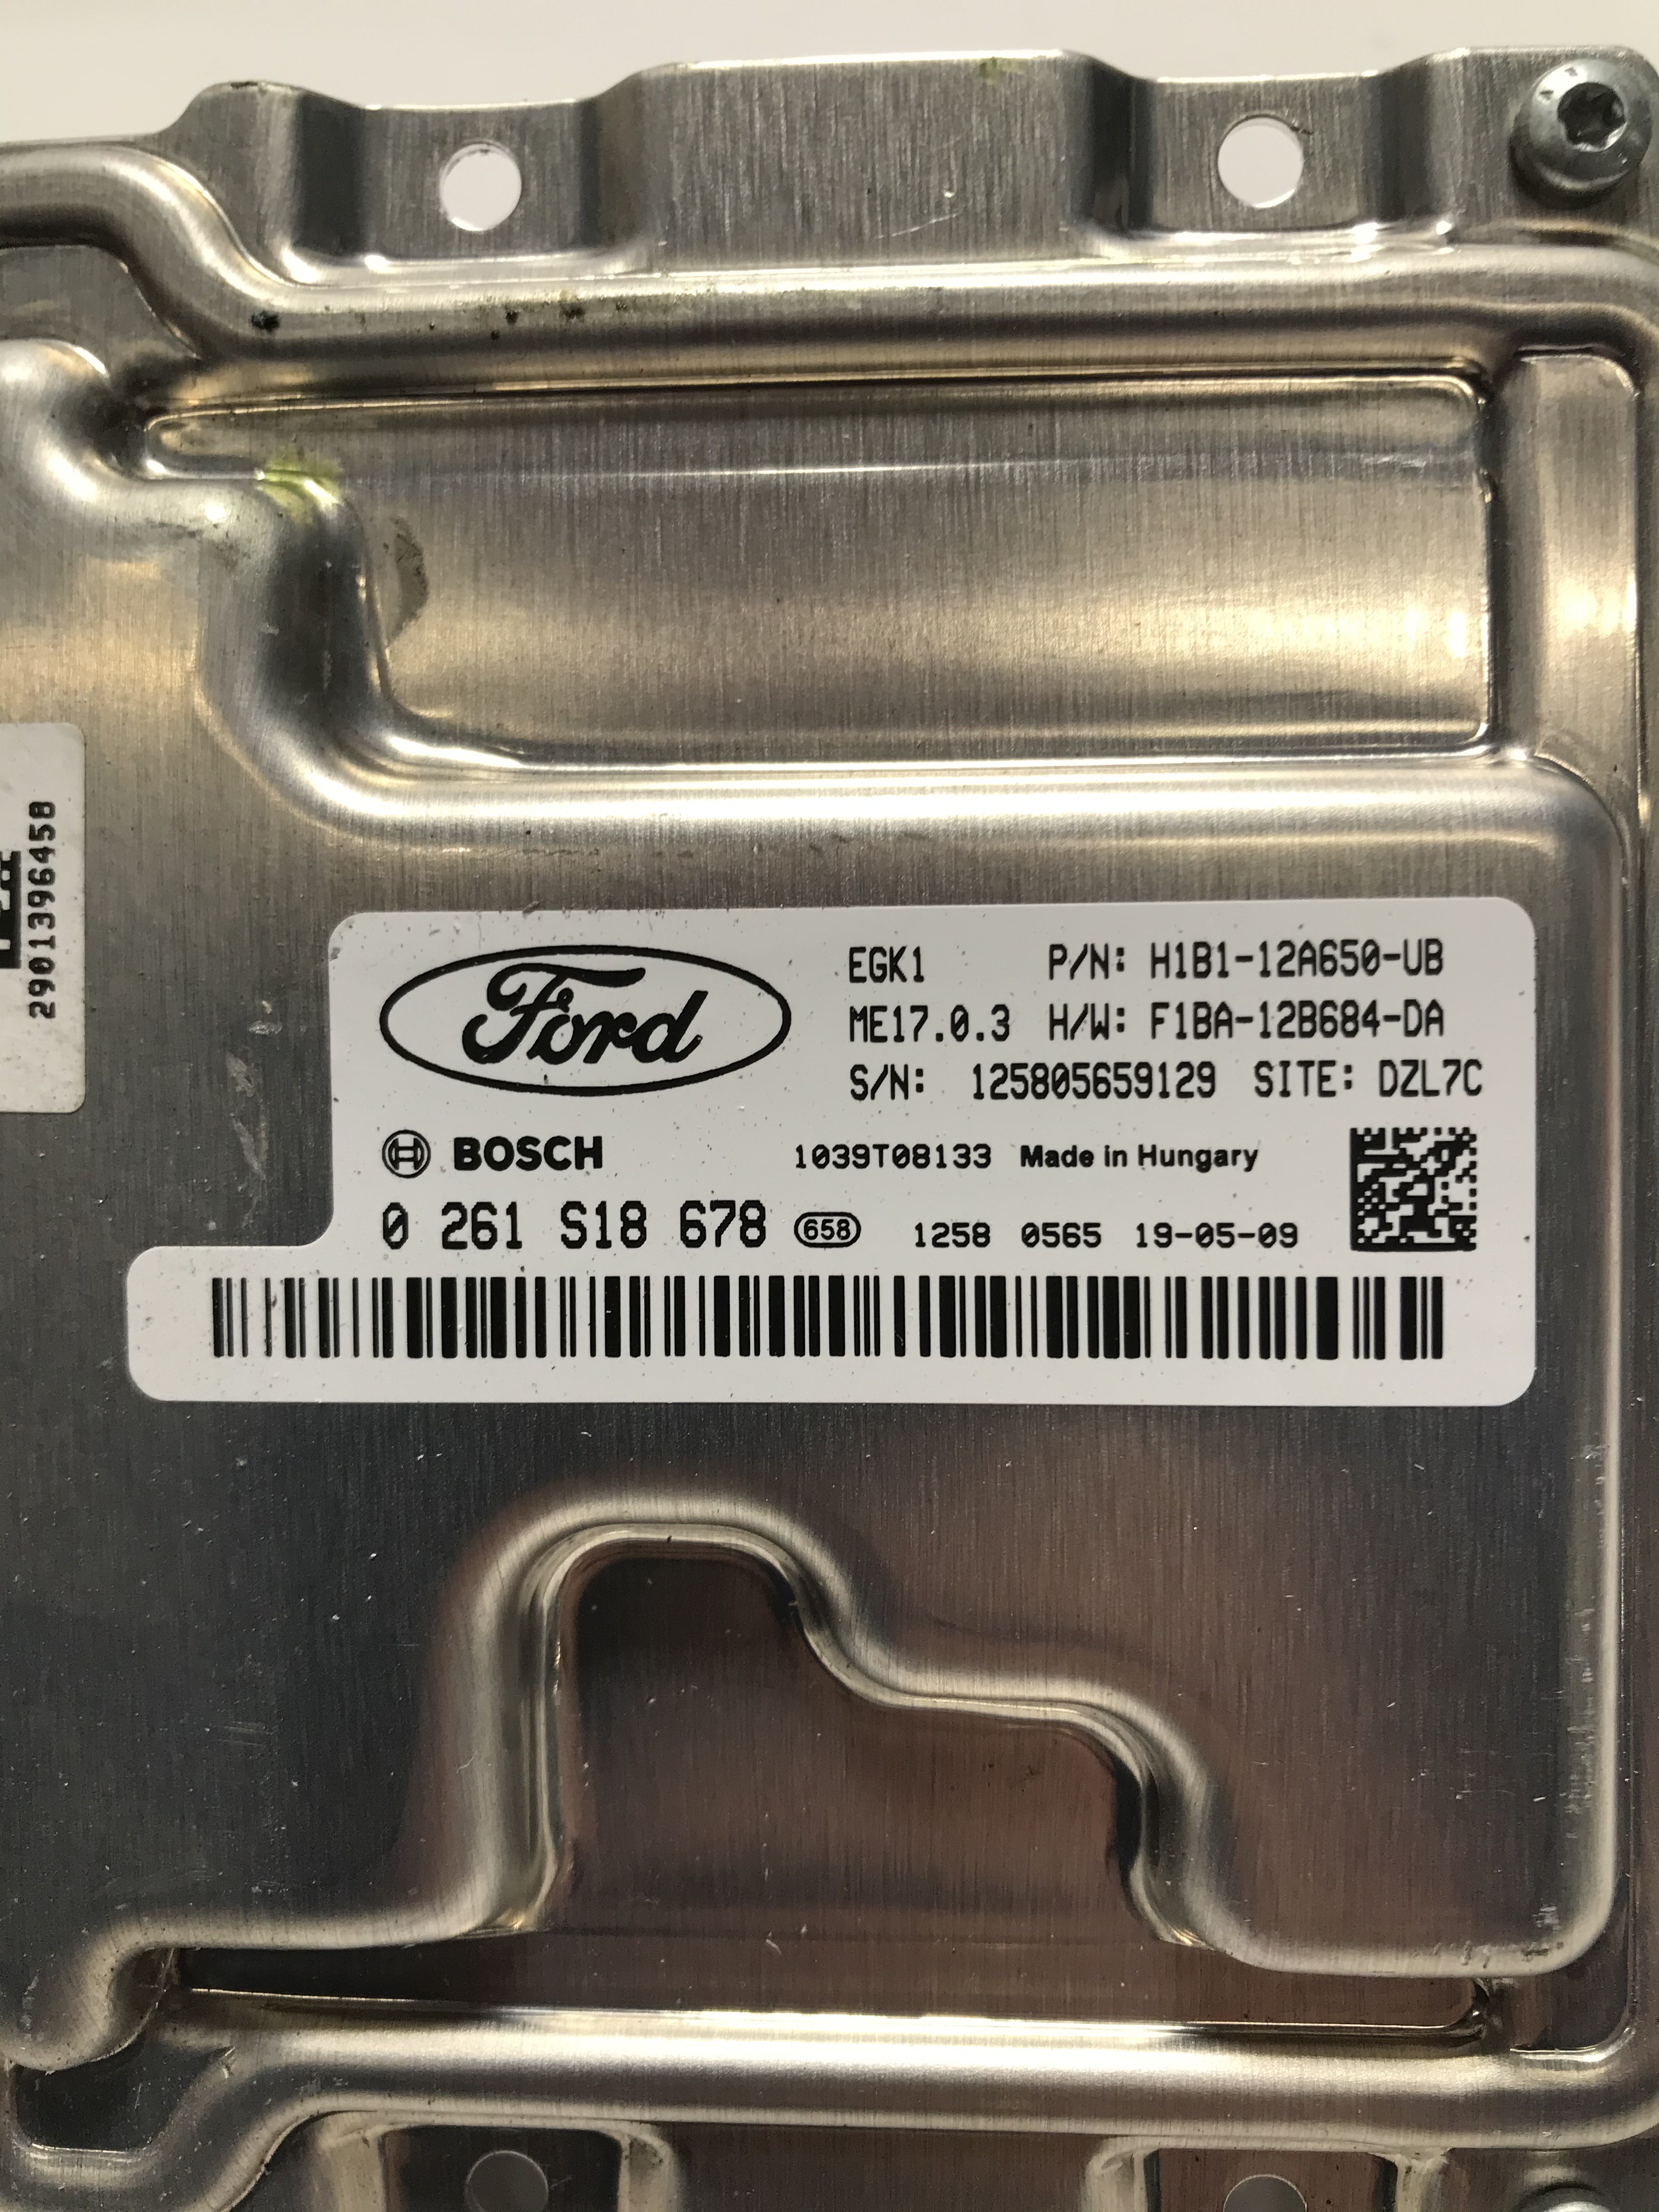 2901396458
Ford
EGK1 P/N: H1B1-12A650-UB
ME17.0.3 H/W: F1BA-12B684-DA
S/N: 125805659129 SITE: DZL7C
BOSCH 1039T08133 Made in Hungary
0 261 S18 678 658 1258 0565 19-05-09